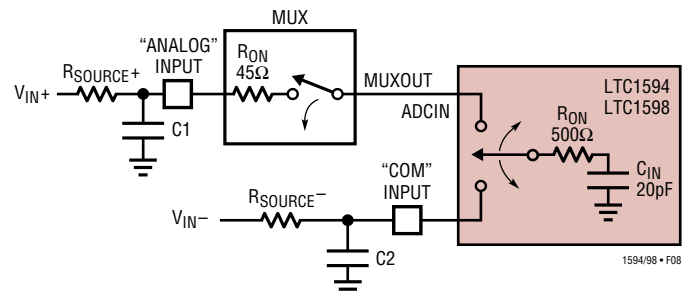 MUX
"ANALOG"
INPUT
RON
45Ω
RSOURCE+
VIN+
C1
MUXOUT
ADCIN
LTC1594
LTC1598
RON
500Ω
CIN
20pF
"COM"
INPUT
RSOURCE–
VIN–
C2
1594/98 • F08